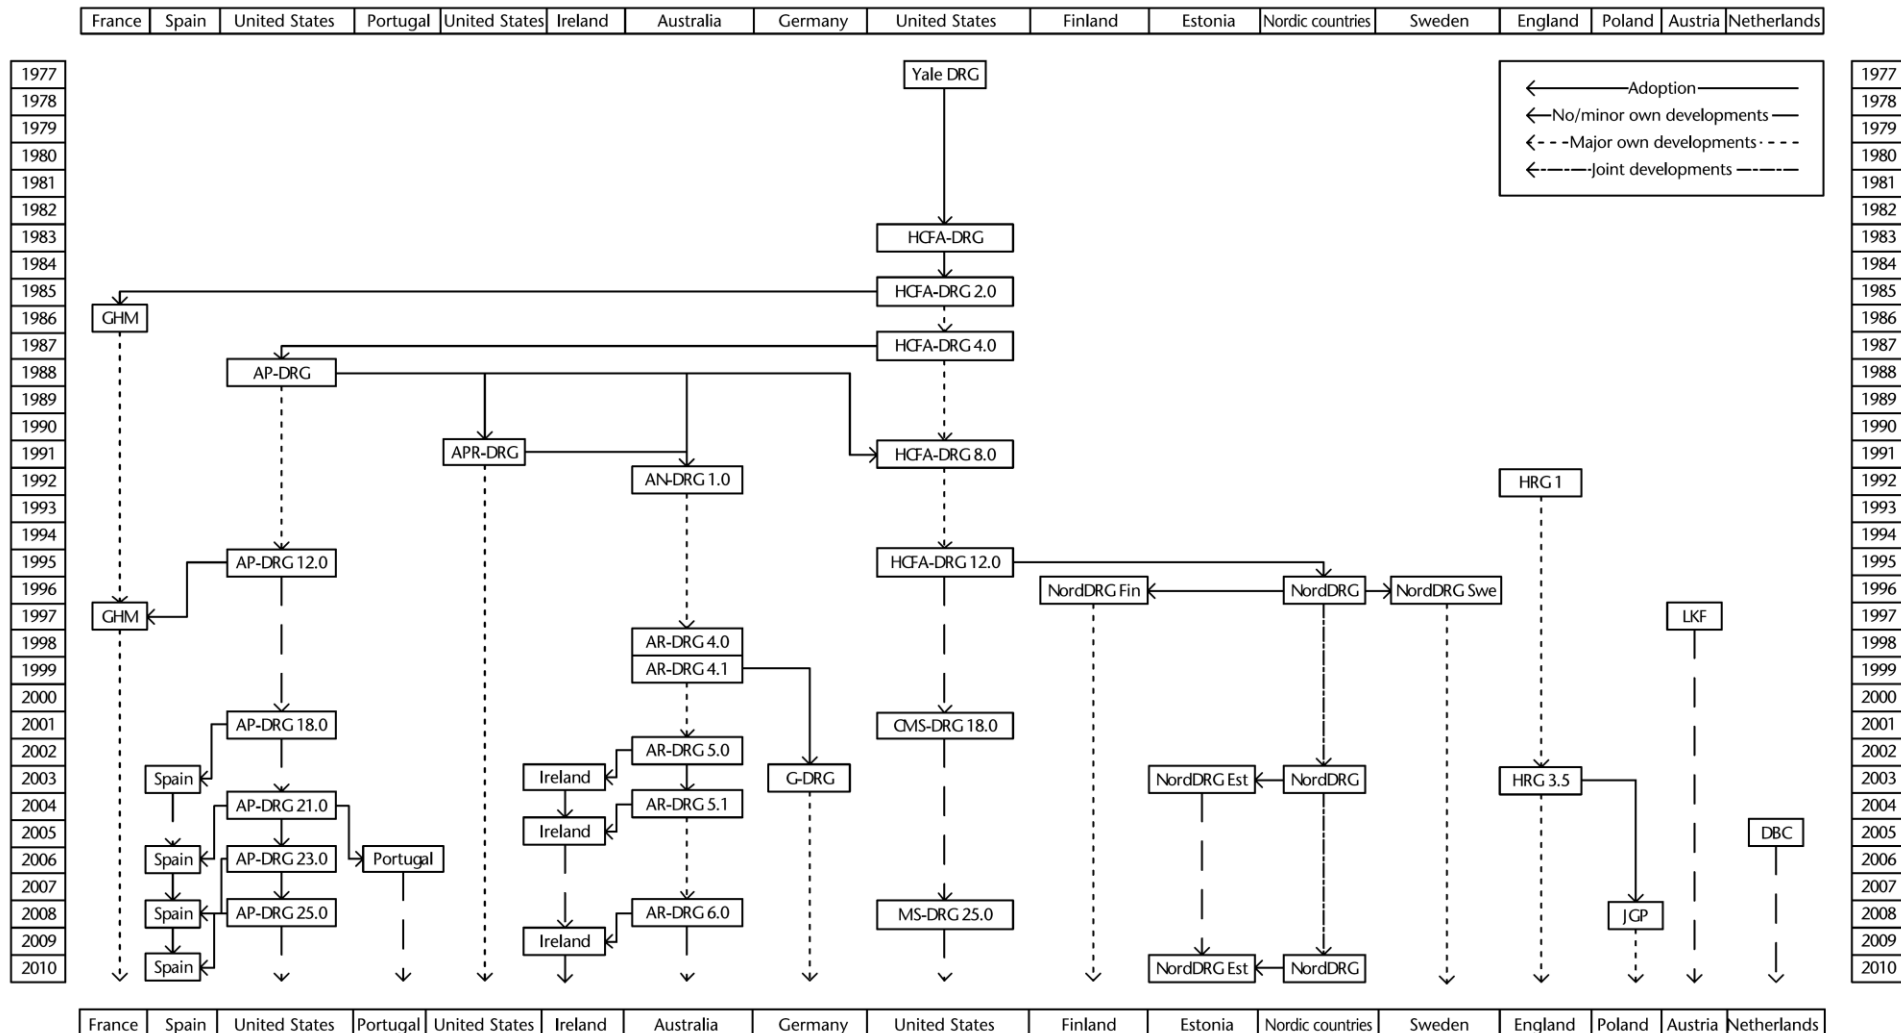 France Spain United States Portugal United States Ireland Australia Germany United States Finland Estonia Nordic countries Sweden England Poland Austria Netherlands
1977 Yale DRG 1977
1978 Adoption 1978
1979 No/minor own developments 1979
1980 Major own developments 1980
1981 Joint developments 1981
1982 1982
1983 HCFA-DRG 1983
1984 1984
1985 HCFA-DRG 2.0 1985
1986 GHM 1986
1987 HCFA-DRG 4.0 1987
1988 AP-DRG 1988
1989 1989
1990 1990
1991 APR-DRG HCFA-DRG 8.0 1991
1992 AN-DRG 1.0 HRG 1 1992
1993 1993
1994 1994
1995 AP-DRG 12.0 HCFA-DRG 12.0 1995
1996 NordDRG Fin NordDRG NordDRG Swe 1996
1997 GHM LKF 1997
1998 AR-DRG 4.0 1998
1999 AR-DRG 4.1 1999
2000 2000
2001 AP-DRG 18.0 CMS-DRG 18.0 2001
2002 AR-DRG 5.0 2002
2003 Spain Ireland G-DRG NordDRG Est NordDRG HRG 3.5 2003
2004 AP-DRG 21.0 AR-DRG 5.1 2004
2005 Ireland DBC 2005
2006 Spain AP-DRG 23.0 Portugal 2006
2007 2007
2008 Spain AP-DRG 25.0 AR-DRG 6.0 MS-DRG 25.0 JGP 2008
2009 Ireland 2009
2010 Spain NordDRG Est NordDRG 2010
France Spain United States Portugal United States Ireland Australia Germany United States Finland Estonia Nordic countries Sweden England Poland Austria Netherlands